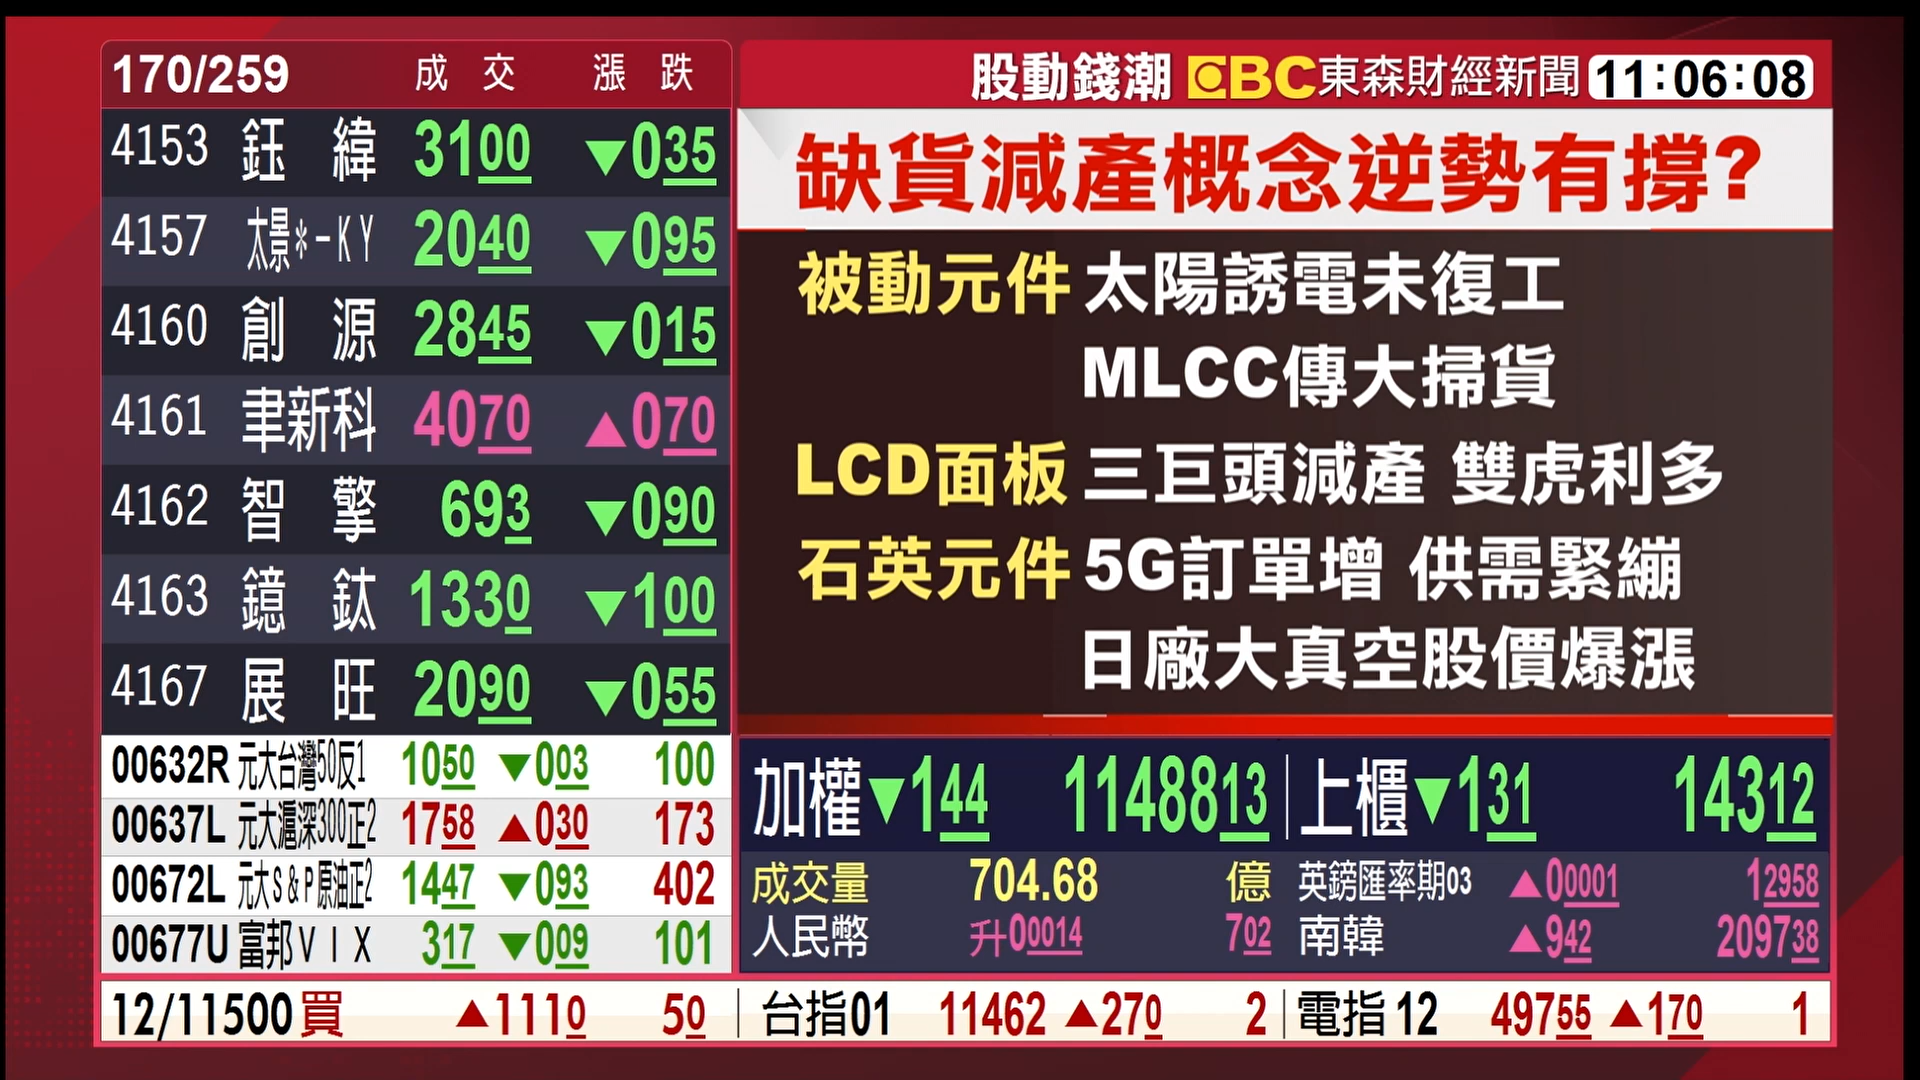 170/259 成交 漲跌
4153 鈺緯 3100 ▼035
4157 太景*-KY 2040 ▼095
4160 創源 2845 ▼015
4161 聿新科 4070 ▲070
4162 智擎 693 ▼090
4163 鐿鈦 1330 ▼100
4167 展旺 2090 ▼055
00632R 元大台灣50反1 1050 ▼003 100
00637L 元大滬深300正2 1758 ▲030 173
00672L 元大S&P原油正2 1447 ▼093 402
00677U 富邦VIX 317 ▼009 101
股動錢潮 EBC東森財經新聞 11:06:08
缺貨減產概念逆勢有撐?
被動元件 太陽誘電未復工
MLCC傳大掃貨
LCD面板 三巨頭減產 雙虎利多
石英元件 5G訂單增 供需緊繃
日廠大真空股價爆漲
加權 ▼144 1148813 上櫃 ▼131 14312
成交量 704.68 億 英鎊匯率期03 ▲00001 12958
人民幣 升00014 702 南韓 ▲942 209738
12/11500買 ▲1110 50 台指01 11462 ▲270 2 電指12 49755 ▲170 1